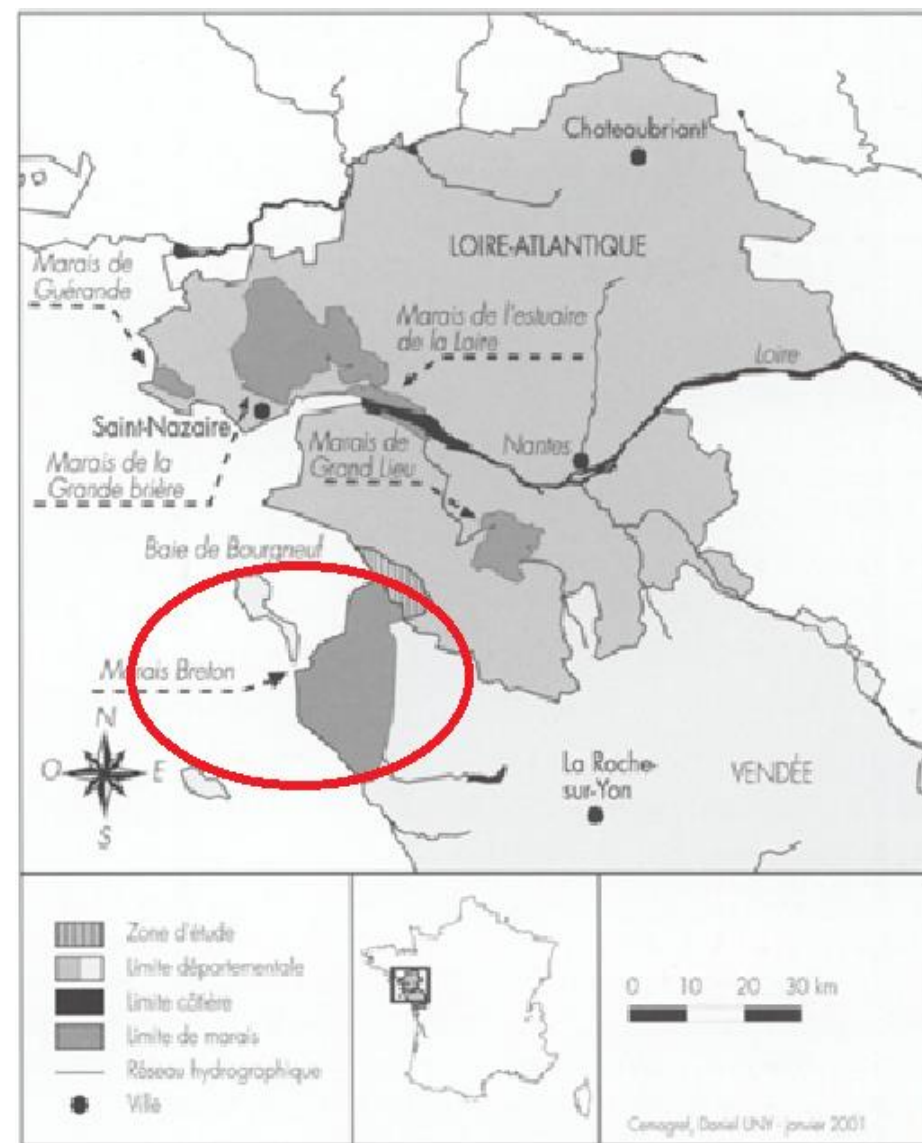 Chateaubriant
LOIRE-ATLANTIQUE
Marais de
Guérande
Marais de l'estuaire
de la Loire
Loire
Saint-Nazaire
Marais de
Grand Lieu
Nantes
Marais de la
Grande brière
Baie de Bourgneuf
Marais Breton
N
O
E
S
La Roche-
sur-Yon
VENDÉE
Zone d'étude
Limite départementale
Limite côtière
Limite de marais
Réseau hydrographique
Ville
0 10 20 30 km
Cemagref, Daniel UNY - janvier 2001